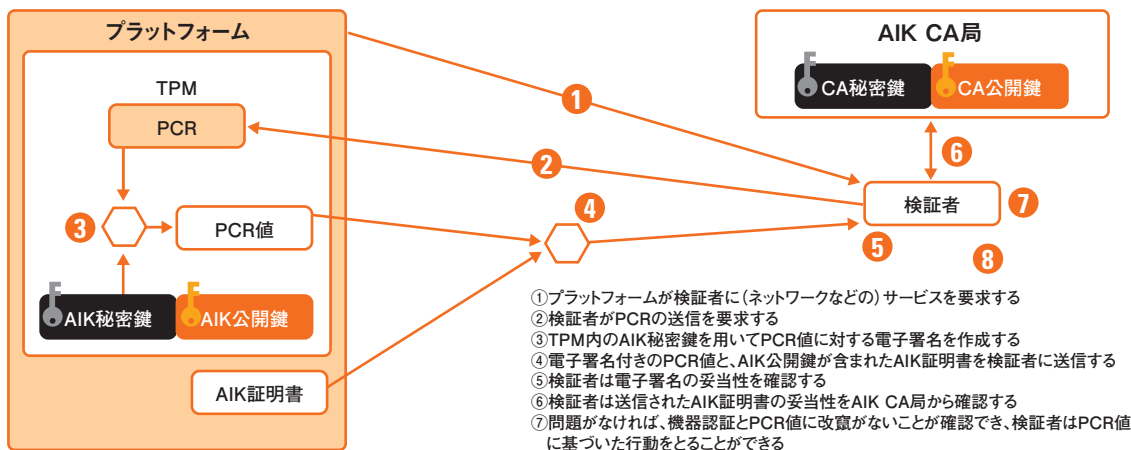 プラットフォーム
TPM
PCR
③
PCR値
AIK秘密鍵
AIK公開鍵
AIK証明書
①
②
④
AIK CA局
CA秘密鍵
CA公開鍵
⑥
検証者
⑦
⑤
⑧
①プラットフォームが検証者に(ネットワークなどの)サービスを要求する
②検証者がPCRの送信を要求する
③TPM内のAIK秘密鍵を用いてPCR値に対する電子署名を作成する
④電子署名付きのPCR値と、AIK公開鍵が含まれたAIK証明書を検証者に送信する
⑤検証者は電子署名の妥当性を確認する
⑥検証者は送信されたAIK証明書の妥当性をAIK CA局から確認する
⑦問題がなければ、機器認証とPCR値に改竄がないことが確認でき、検証者はPCR値
に基づいた行動をとることができる